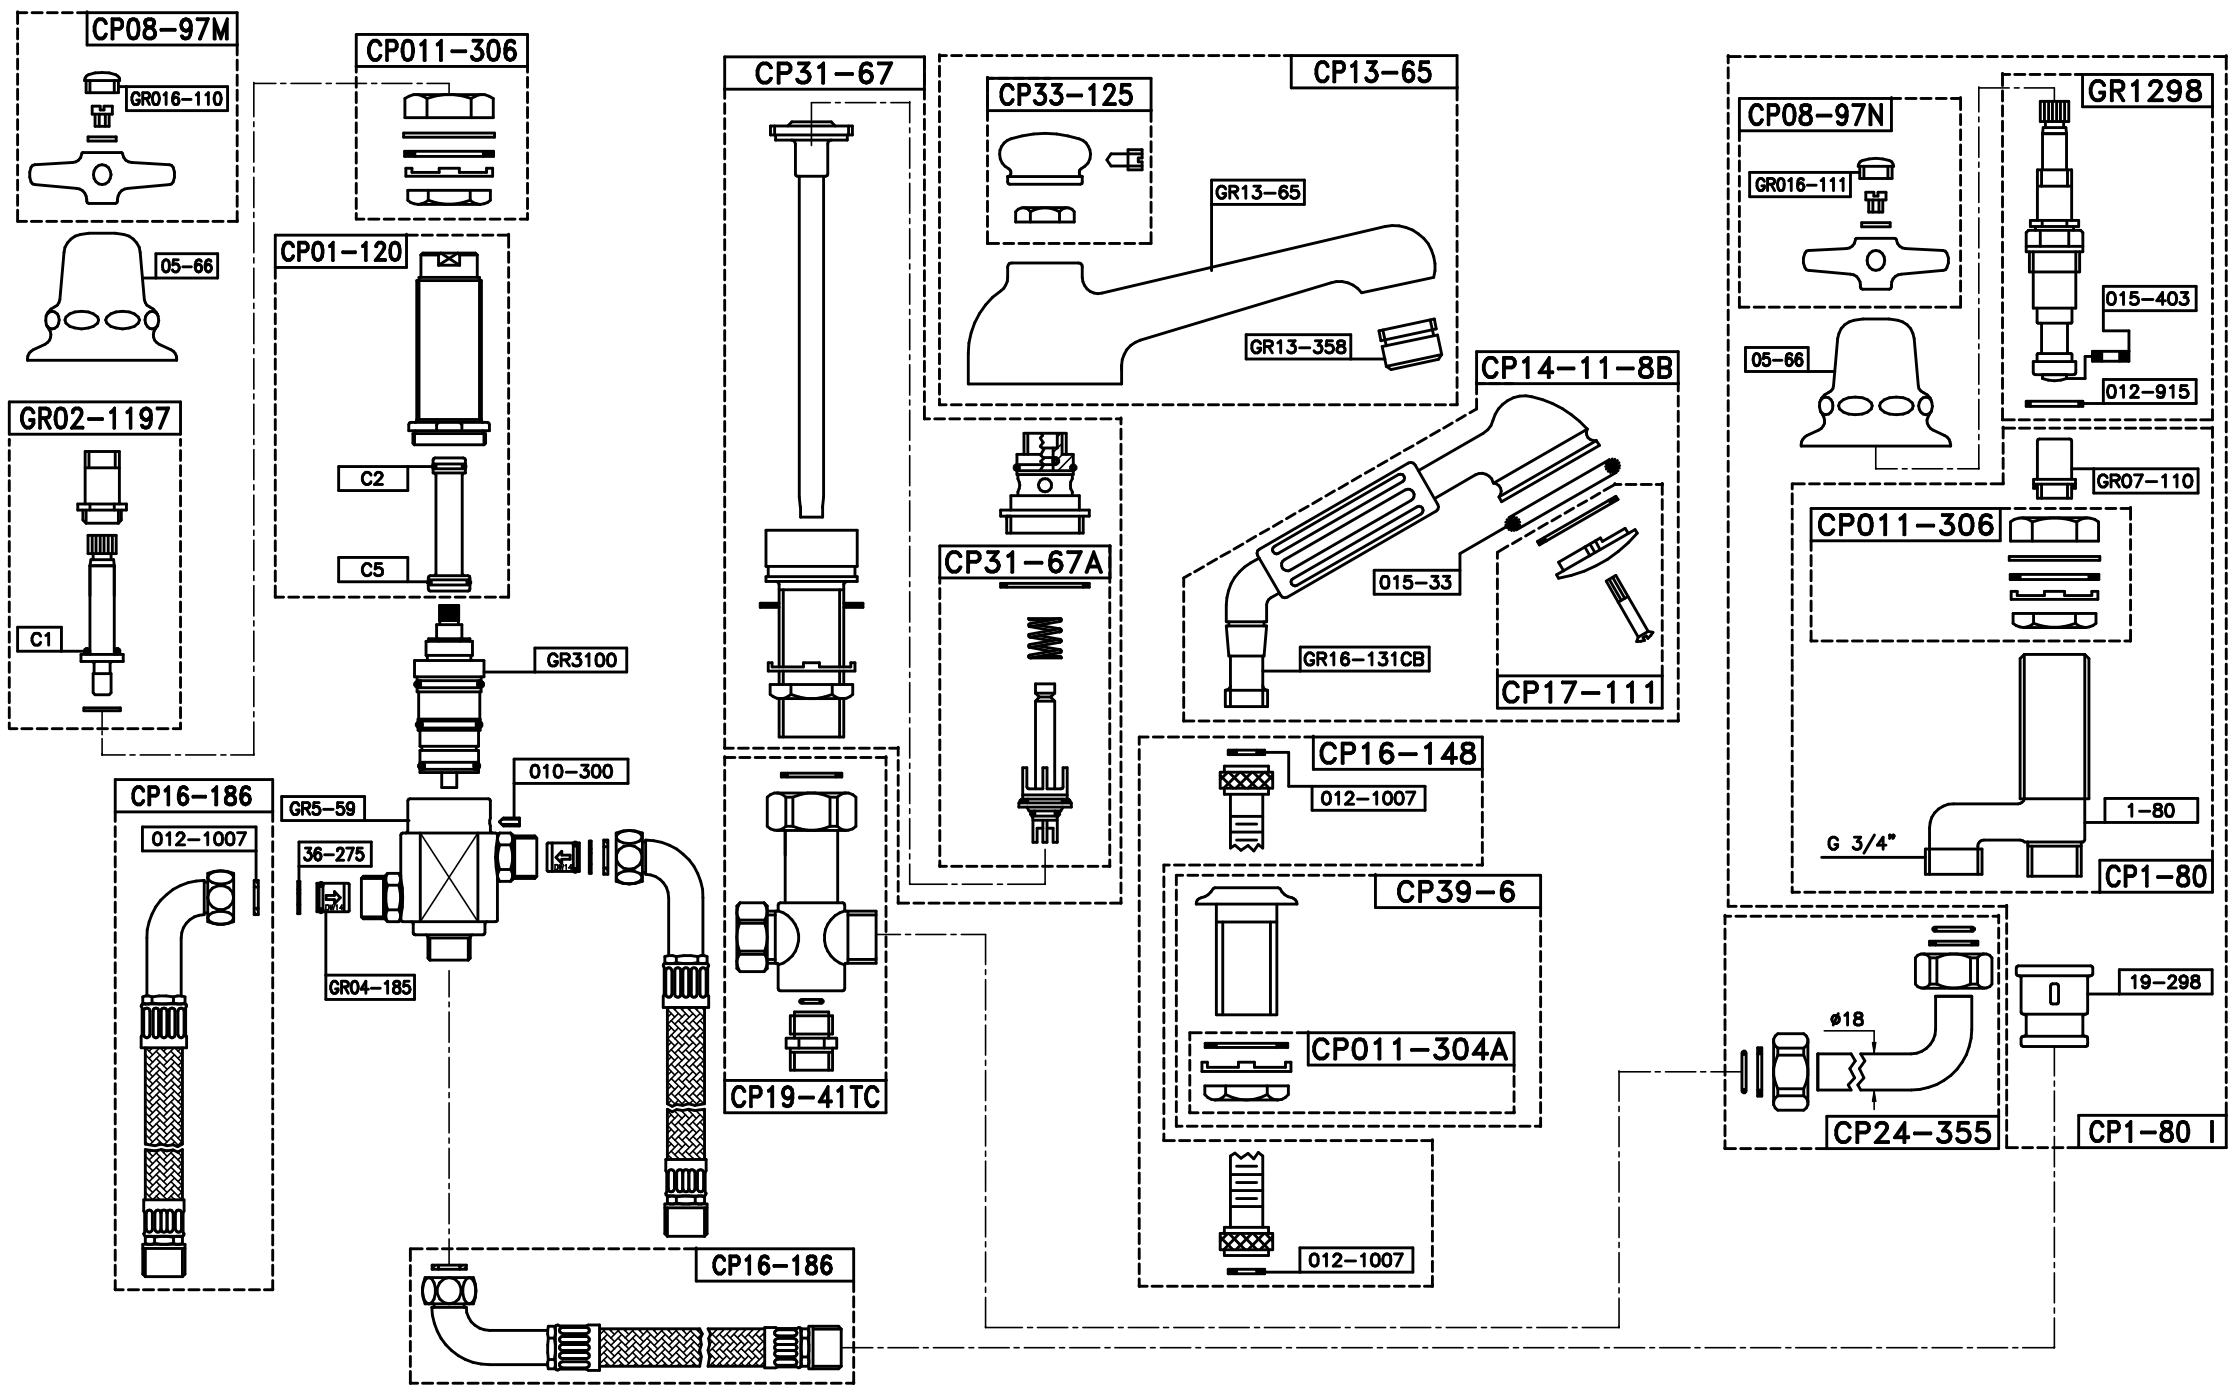 CP08-97M
GR016-110
05-66
GR02-1197
C1
CP011-306
CP01-120
C2
C5
GR3100
010-300
GR5-59
36-275
GR04-185
CP16-186
012-1007
CP16-186
CP31-67
CP31-67A
CP19-41TC
CP13-65
CP33-125
GR13-65
GR13-358
CP14-11-8B
015-33
GR16-131CB
CP17-111
CP16-148
012-1007
CP39-6
CP011-304A
012-1007
GR1298
CP08-97N
GR016-111
05-66
015-403
012-915
GR07-110
CP011-306
1-80
G 3/4"
CP1-80
19-298
ø18
CP24-355
CP1-80 I